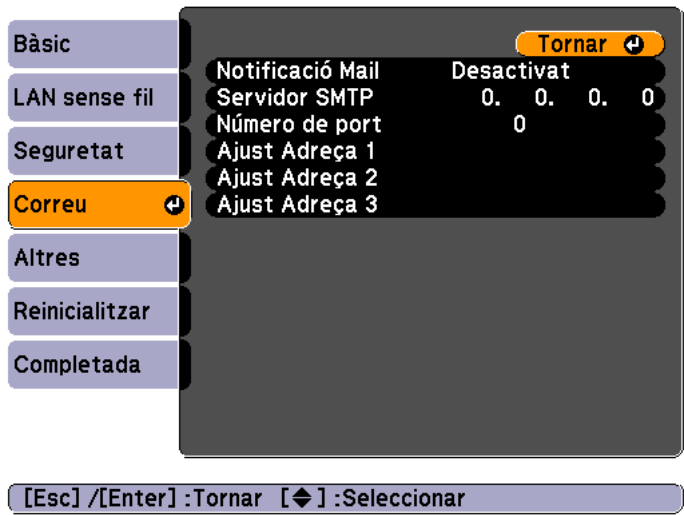 Bàsic
LAN sense fil
Seguretat
Correu
Altres
Reinicialitzar
Completada
Tornar
Notificació Mail Desactivat
Servidor SMTP 0. 0. 0. 0
Número de port 0
Ajust Adreça 1
Ajust Adreça 2
Ajust Adreça 3
[Esc] /[Enter] :Tornar [◆] :Seleccionar